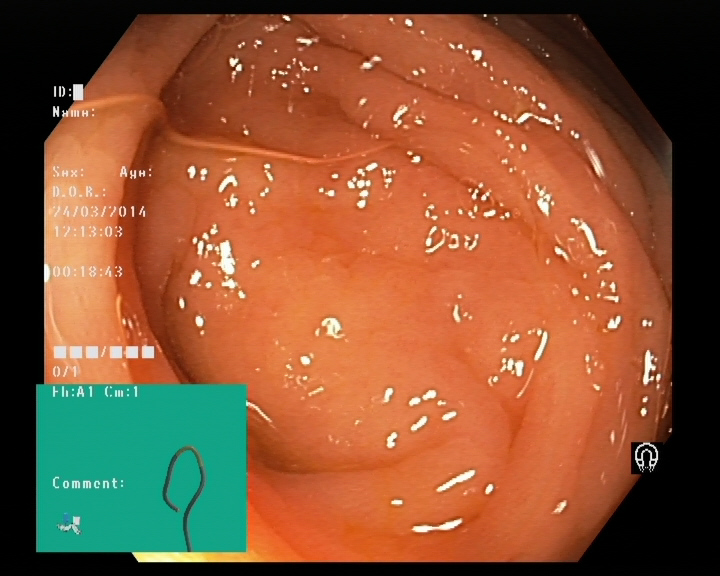 ID:
Name:
Sex: Age:
D.O.B.:
24/03/2014
12:13:03
00:18:43
/
0/1
Eh:A1 Cm:1
Comment: